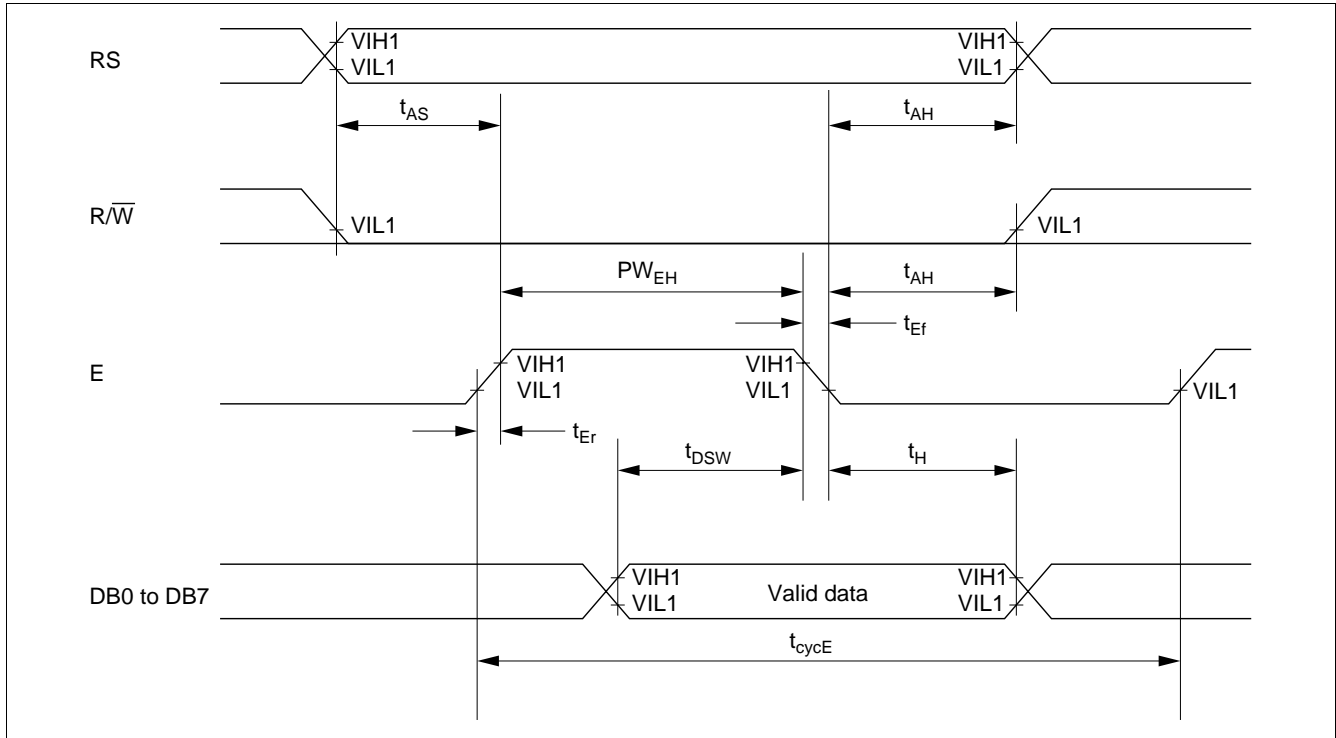 RS
VIH1
VIL1
VIH1
VIL1
tAS
tAH
R/W̅
VIL1
VIL1
PWEH
tAH
tEf
E
VIH1
VIL1
VIH1
VIL1
VIL1
tEr
tDSW
tH
DB0 to DB7
VIH1
VIL1
Valid data
VIH1
VIL1
tcycE